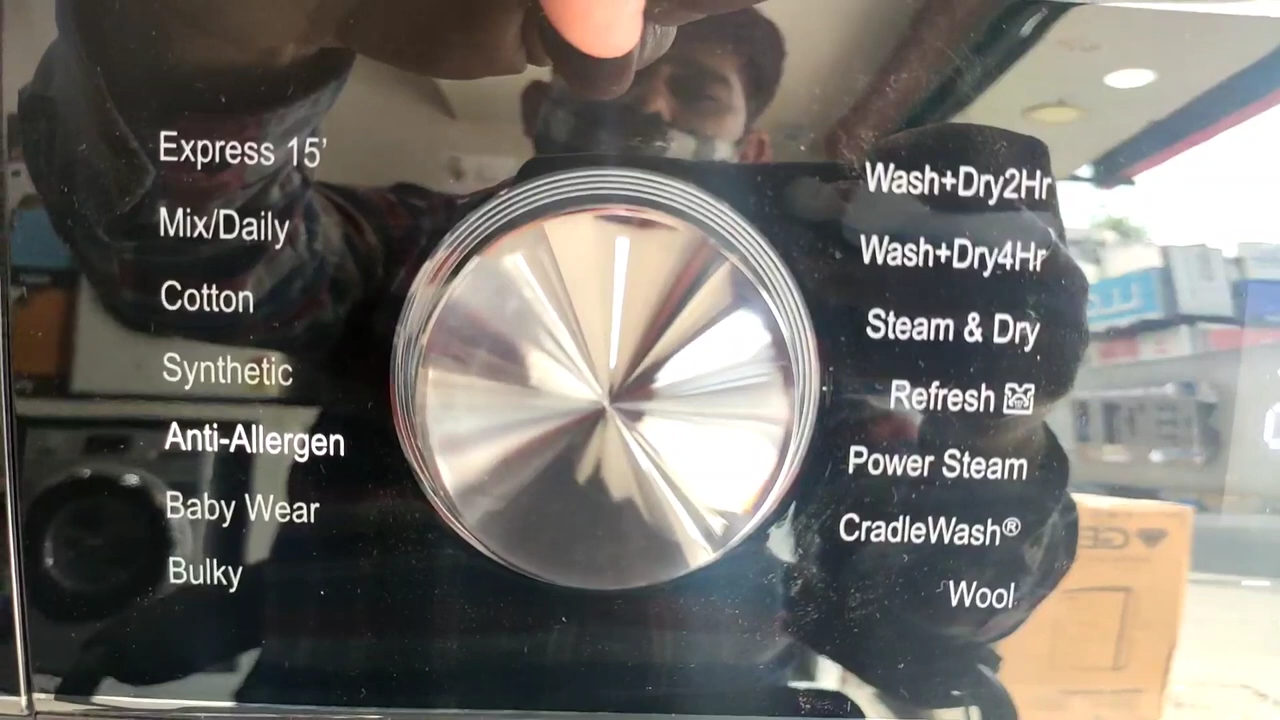 Express 15'
Mix/Daily
Cotton
Synthetic
Anti-Allergen
Baby Wear
Bulky
Wash+Dry2Hr
Wash+Dry4Hr
Steam & Dry
Refresh
Power Steam
CradleWash®
Wool